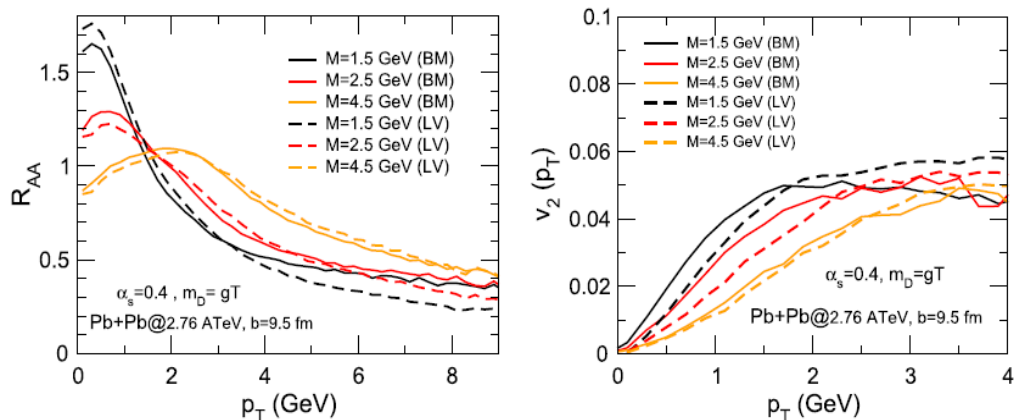 R_AA
1.5
1
0.5
0
M=1.5 GeV (BM)
M=2.5 GeV (BM)
M=4.5 GeV (BM)
M=1.5 GeV (LV)
M=2.5 GeV (LV)
M=4.5 GeV (LV)
α_s=0.4 , m_D= gT
Pb+Pb@2.76 ATeV, b=9.5 fm
0 2 4 6 8
p_T (GeV)
v_2(p_T)
0.1
0.08
0.06
0.04
0.02
0
M=1.5 GeV (BM)
M=2.5 GeV (BM)
M=4.5 GeV (BM)
M=1.5 GeV (LV)
M=2.5 GeV (LV)
M=4.5 GeV (LV)
α_s=0.4, m_D=gT
Pb+Pb@2.76 ATeV, b=9.5 fm
0 1 2 3 4
p_T (GeV)